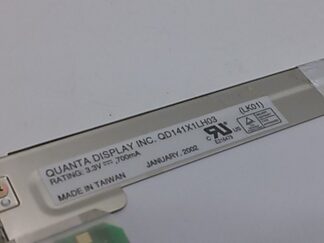 QUANTA DISPLAY INC. QD141X1LH03 (LK01)
RATING: 3.3V ⎓ ,700mA
MADE IN TAIWAN JANUARY, 2002